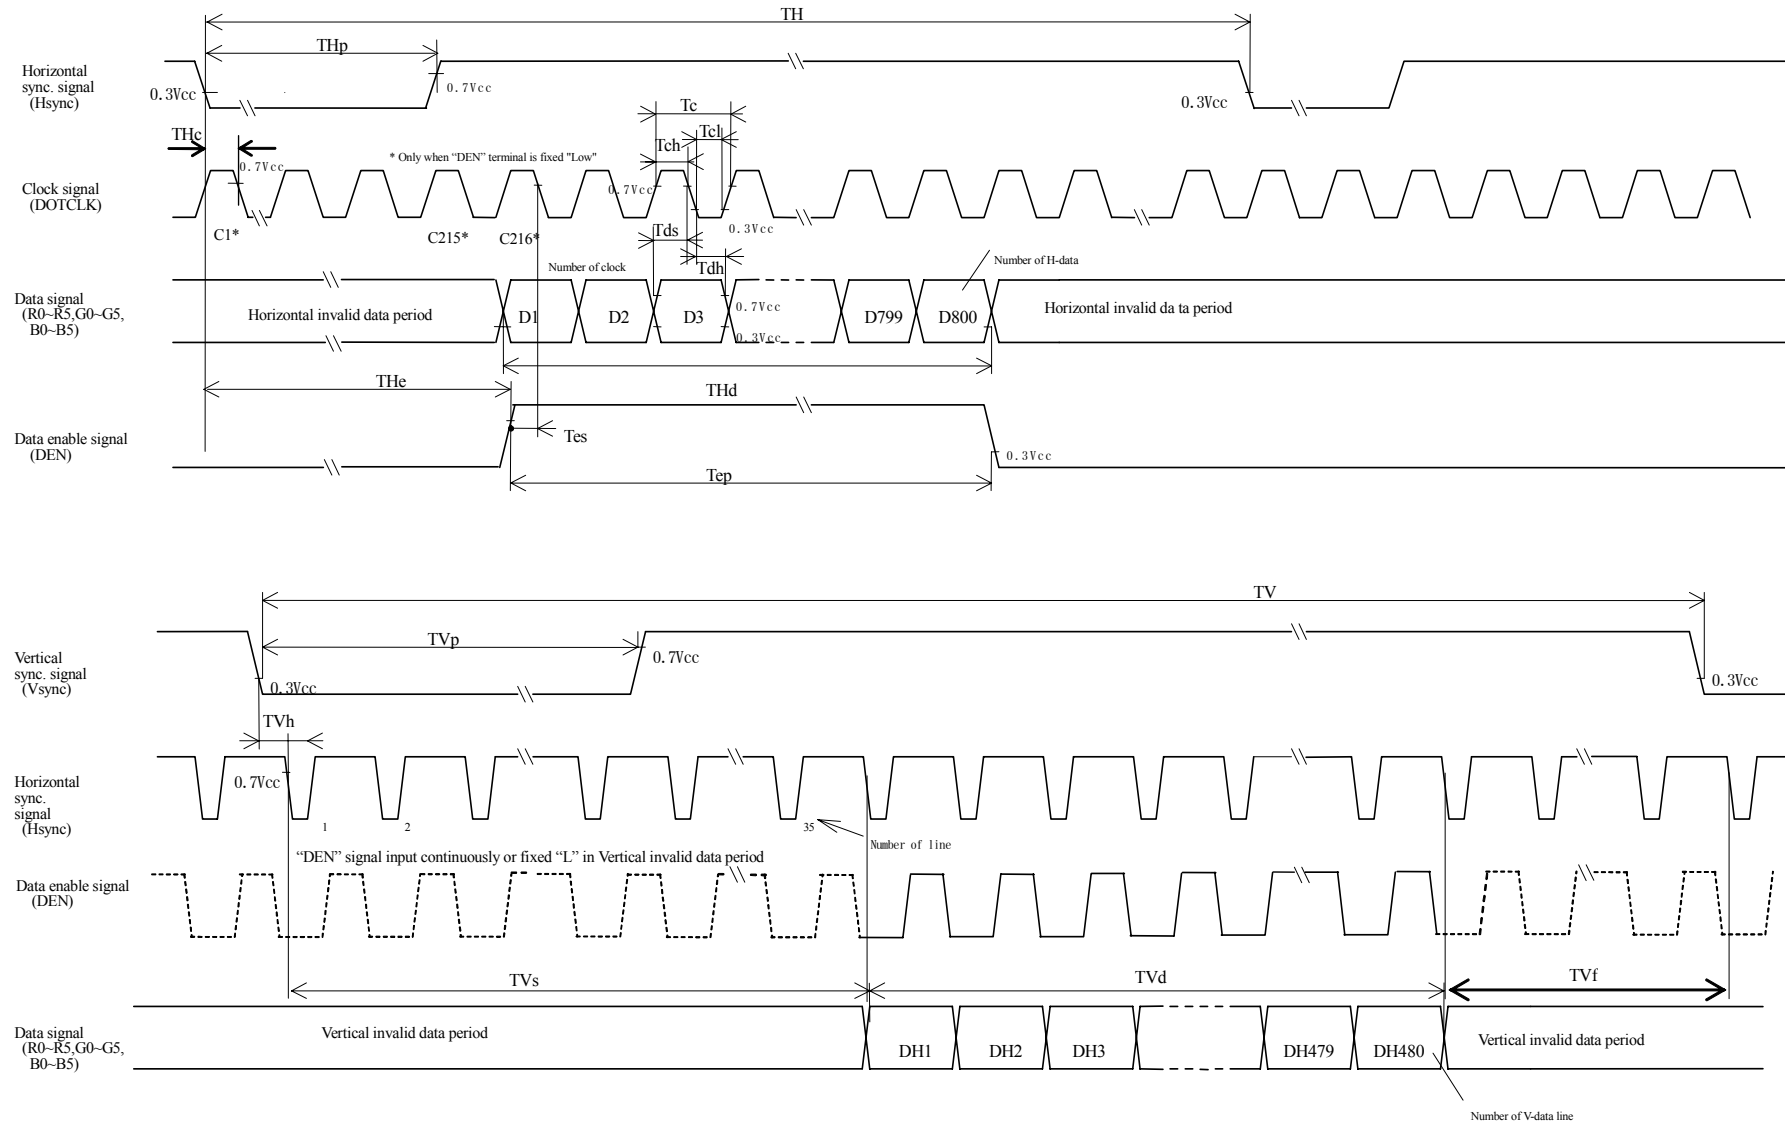 TH
THp
Horizontal
sync. signal
(Hsync)
0.3Vcc
0.7Vcc
0.3Vcc
Tc
THc
Tch
Tcl
* Only when “DEN” terminal is fixed "Low"
0.7Vcc
0.7Vcc
Clock signal
(DOTCLK)
C1*
C215*
C216*
0.3Vcc
Tds
Tdh
Number of clock
Number of H-data
Data signal
(R0~R5,G0~G5,
B0~B5)
Horizontal invalid data period
D1
D2
D3
0.7Vcc
0.3Vcc
D799
D800
Horizontal invalid da ta period
THe
THd
Data enable signal
(DEN)
Tes
0.3Vcc
Tep
TV
TVp
Vertical
sync. signal
(Vsync)
0.3Vcc
0.7Vcc
0.3Vcc
TVh
Horizontal
sync.
signal
(Hsync)
0.7Vcc
1
2
35
Number of line
“DEN” signal input continuously or fixed “L” in Vertical invalid data period
Data enable signal
(DEN)
TVs
TVd
TVf
Data signal
(R0~R5,G0~G5,
B0~B5)
Vertical invalid data period
DH1
DH2
DH3
DH479
DH480
Vertical invalid data period
Number of V-data line